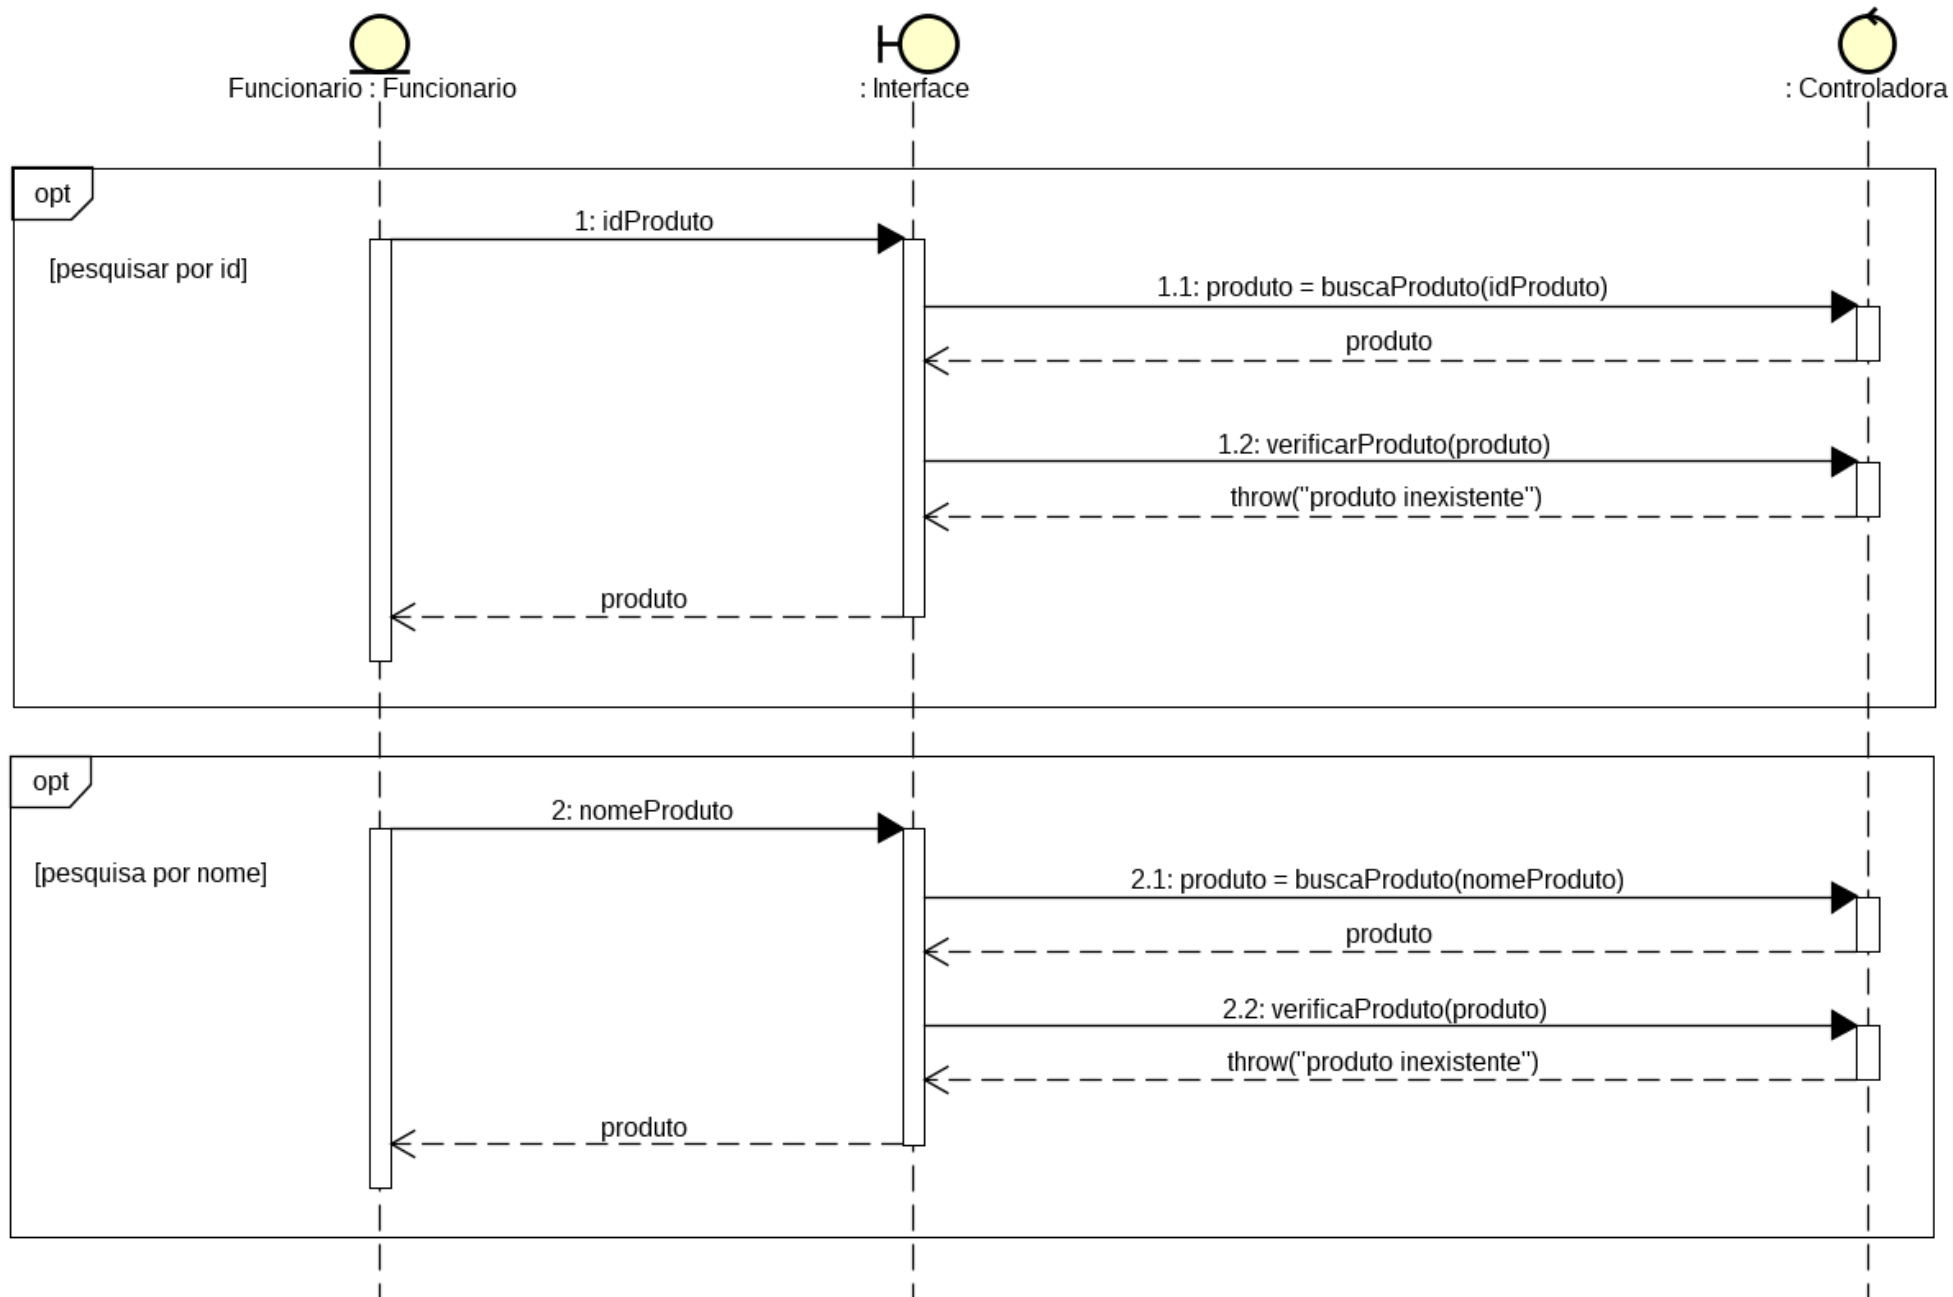 Funcionario : Funcionario
: Interface
: Controladora
opt
1: idProduto
[pesquisar por id]
1.1: produto = buscaProduto(idProduto)
produto
1.2: verificarProduto(produto)
throw("produto inexistente")
produto
opt
2: nomeProduto
[pesquisa por nome]
2.1: produto = buscaProduto(nomeProduto)
produto
2.2: verificaProduto(produto)
throw("produto inexistente")
produto